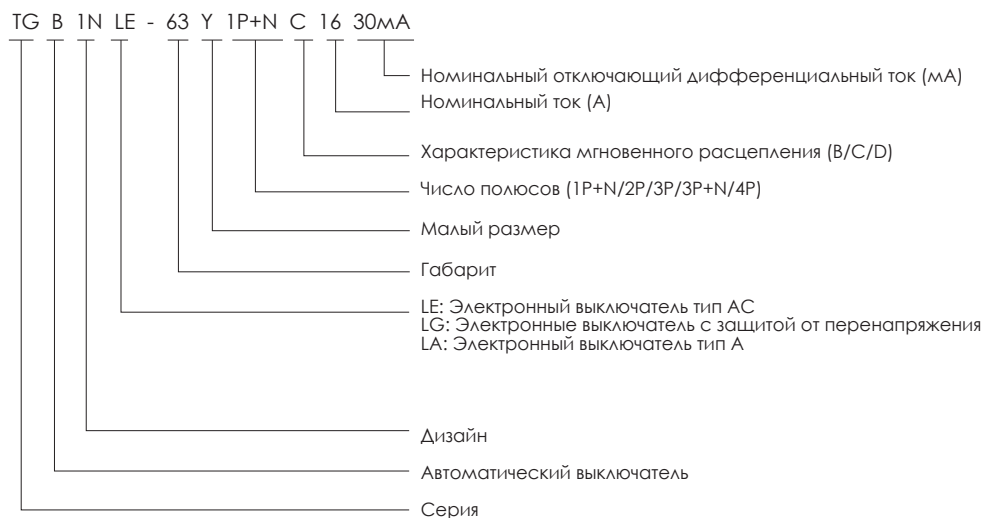 TG B 1N LE - 63 Y 1P+N C 16 30мА
Номинальный отключающий дифференциальный ток (мА)
Номинальный ток (А)
Характеристика мгновенного расцепления (B/C/D)
Число полюсов (1P+N/2P/3P/3P+N/4P)
Малый размер
Габарит
LE: Электронный выключатель тип AC
LG: Электронные выключатель с защитой от перенапряжения
LA: Электронный выключатель тип A
Дизайн
Автоматический выключатель
Серия